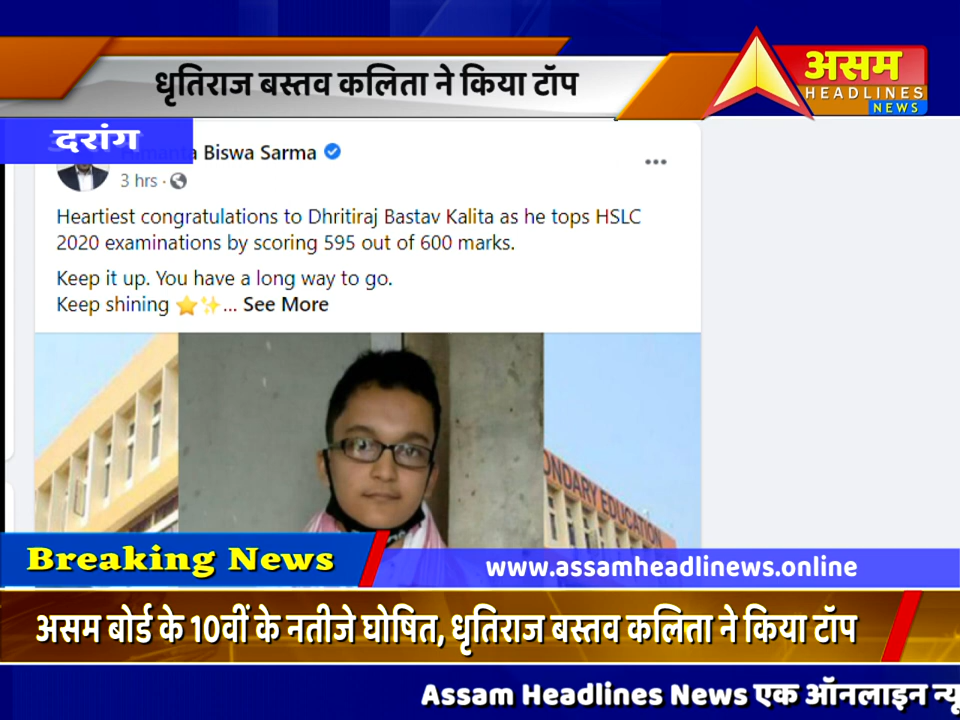 धृतिराज बस्तव कलिता ने किया टॉप
असम
HEADLINES
NEWS
दरांग
Himanta Biswa Sarma
3 hrs ·
Heartiest congratulations to Dhritiraj Bastav Kalita as he tops HSLC
2020 examinations by scoring 595 out of 600 marks.
Keep it up. You have a long way to go.
Keep shining ⭐✨... See More
ONDARY EDUCATION
Breaking News
www.assamheadlinews.online
असम बोर्ड के 10वीं के नतीजे घोषित, धृतिराज बस्तव कलिता ने किया टॉप
Assam Headlines News एक ऑनलाइन न्यू